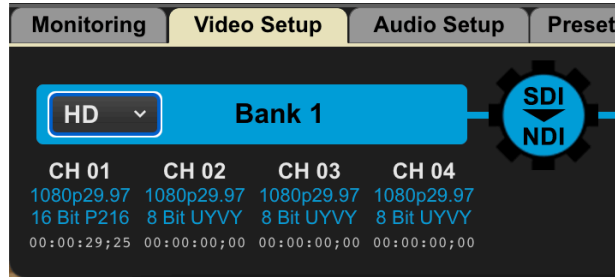 Monitoring Video Setup Audio Setup Preset
HD Bank 1
SDI
NDI
CH 01 CH 02 CH 03 CH 04
1080p29.97 1080p29.97 1080p29.97 1080p29.97
16 Bit P216 8 Bit UYVY 8 Bit UYVY 8 Bit UYVY
00:00:29;25 00:00:00;00 00:00:00;00 00:00:00;00